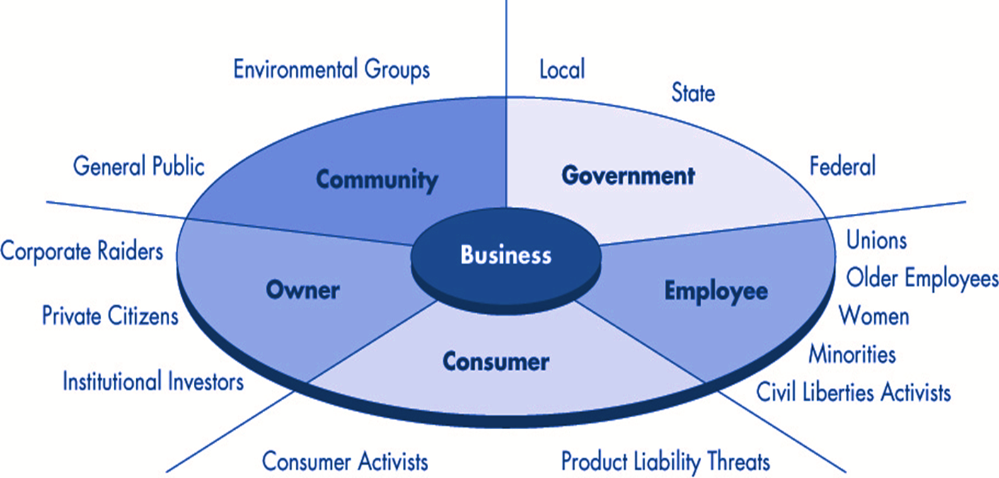 Environmental Groups
Local
State
General Public
Federal
Community
Government
Corporate Raiders
Business
Unions
Owner
Employee
Older Employees
Private Citizens
Women
Consumer
Minorities
Institutional Investors
Civil Liberties Activists
Consumer Activists
Product Liability Threats